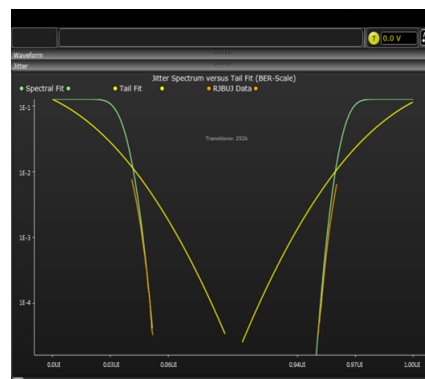 T 0.0 V
Waveform
Jitter
Jitter Spectrum versus Tail Fit (BER-Scale)
Spectral Fit Tail Fit RJBUJ Data
1E-1
Transitions: 252k
1E-2
1E-3
1E-4
0.0UI 0.03UI 0.06UI 0.94UI 0.97UI 1.00UI